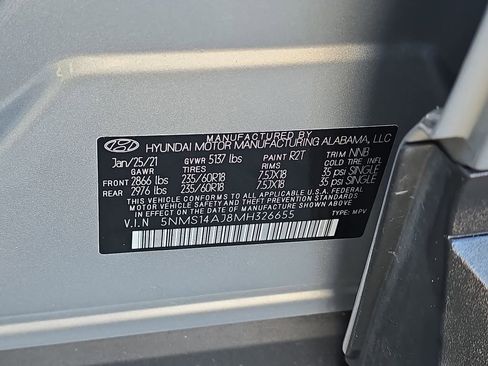 MANUFACTURED BY
HYUNDAI MOTOR MANUFACTURING ALABAMA, LLC
Jan/25/21 GVWR 5137 lbs PAINT R2T TRIM NNB
GAWR TIRES RIMS COLD TIRE INFL
FRONT 2866 lbs 235/60R18 7.5JX18 35 psi SINGLE
REAR 2976 lbs 235/60R18 7.5JX18 35 psi SINGLE
THIS VEHICLE CONFORMS TO ALL APPLICABLE U.S.A. FEDERAL
MOTOR VEHICLE SAFETY STANDARDS IN EFFECT ON
THE DATE OF MANUFACTURE SHOWN ABOVE.
V.I.N 5NMS14AJ8MH326655 TYPE: MPV